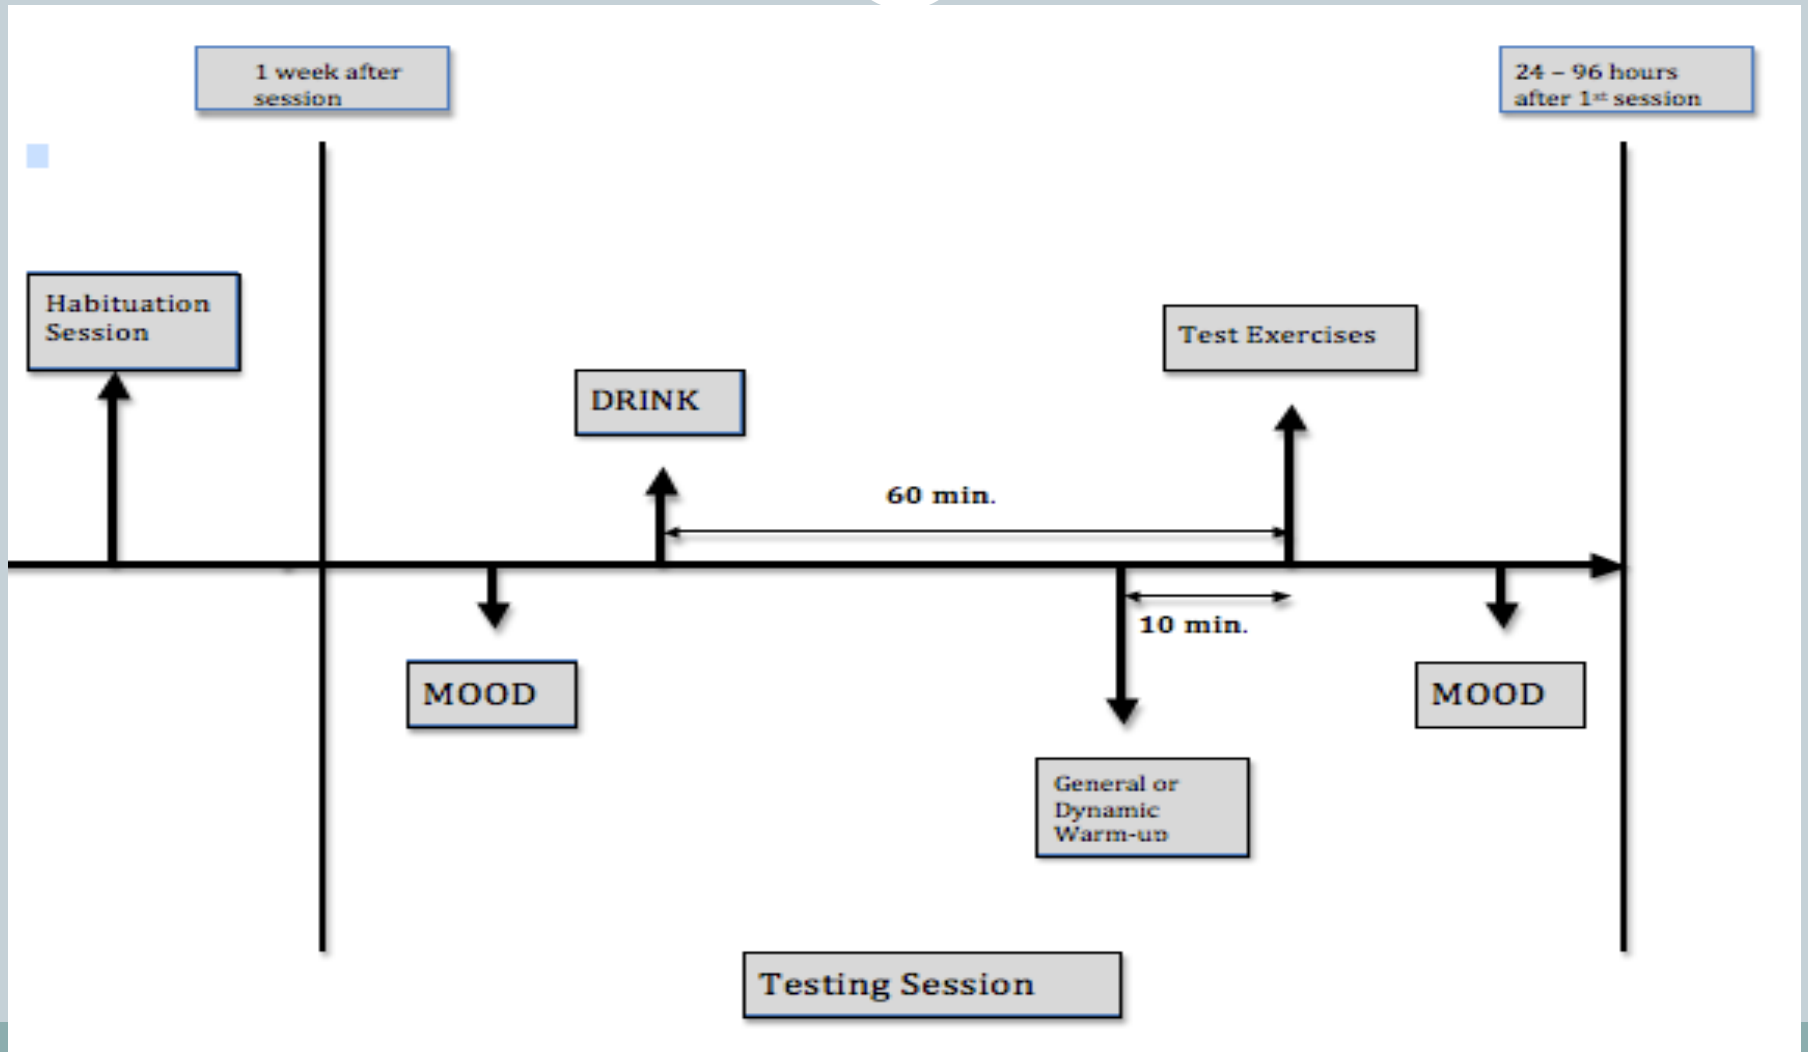 1 week after
session
24 – 96 hours
after 1st session
Habituation
Session
Test Exercises
DRINK
60 min.
10 min.
MOOD
MOOD
General or
Dynamic
Warm-up
Testing Session